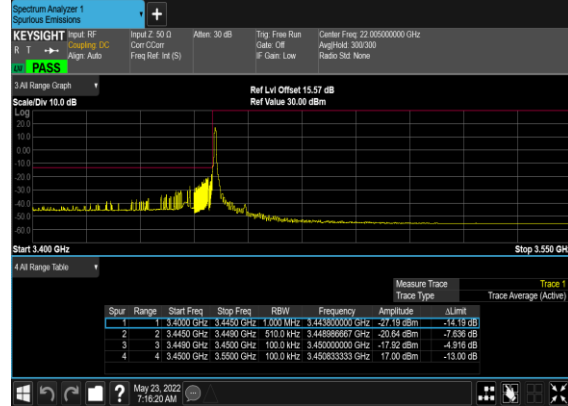 Spectrum Analyzer 1
Spurious Emissions
KEYSIGHT Input: RF Input Z: 50 Ω Atten: 30 dB Trig: Free Run Center Freq: 22.005000000 GHz
R T Coupling: DC Corr CCorr Gate: Off Avg|Hold: 300/300
Align: Auto Freq Ref: Int (S) IF Gain: Low Radio Std: None
PASS
3 All Range Graph
Ref Lvl Offset 15.57 dB
Scale/Div 10.0 dB Ref Value 30.00 dBm
Log
20.0
10.0
0.00
-10.0
-20.0
-30.0
-40.0
-50.0
-60.0
Start 3.400 GHz Stop 3.550 GH
4 All Range Table
Measure Trace Trace 1
Trace Type Trace Average (Active)
Spur Range Start Freq Stop Freq RBW Frequency Amplitude ΔLimit
1 1 3.4000 GHz 3.4450 GHz 1.000 MHz 3.443800000 GHz -27.19 dBm -14.19 dB
2 2 3.4450 GHz 3.4490 GHz 510.0 kHz 3.448986667 GHz -20.64 dBm -7.636 dB
3 3 3.4490 GHz 3.4500 GHz 100.0 kHz 3.450000000 GHz -17.92 dBm -4.916 dB
4 4 3.4500 GHz 3.5500 GHz 100.0 kHz 3.450833333 GHz 17.00 dBm -13.00 dB
? May 23, 2022
7:16:20 AM